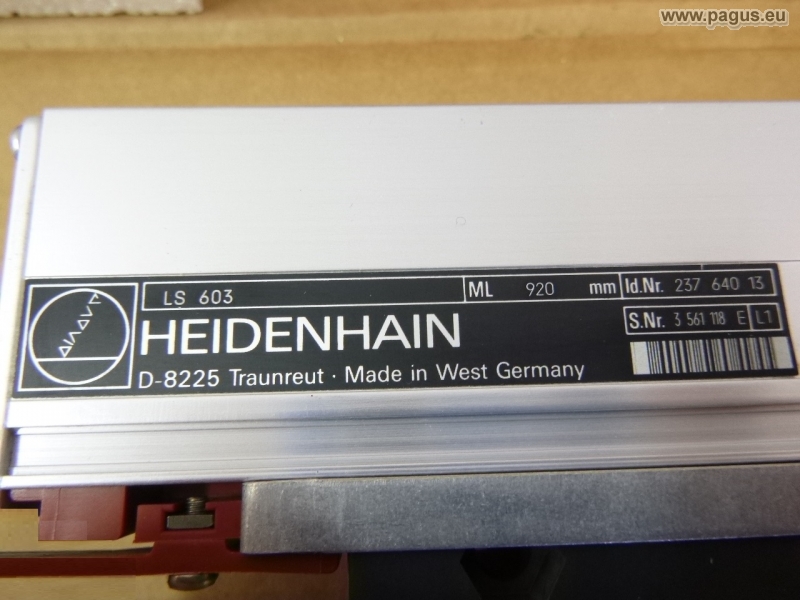 www.pagus.eu
LS 603 ML 920 mm Id.Nr. 237 640 13
HEIDENHAIN S.Nr. 3 561 118 E L1
D-8225 Traunreut · Made in West Germany